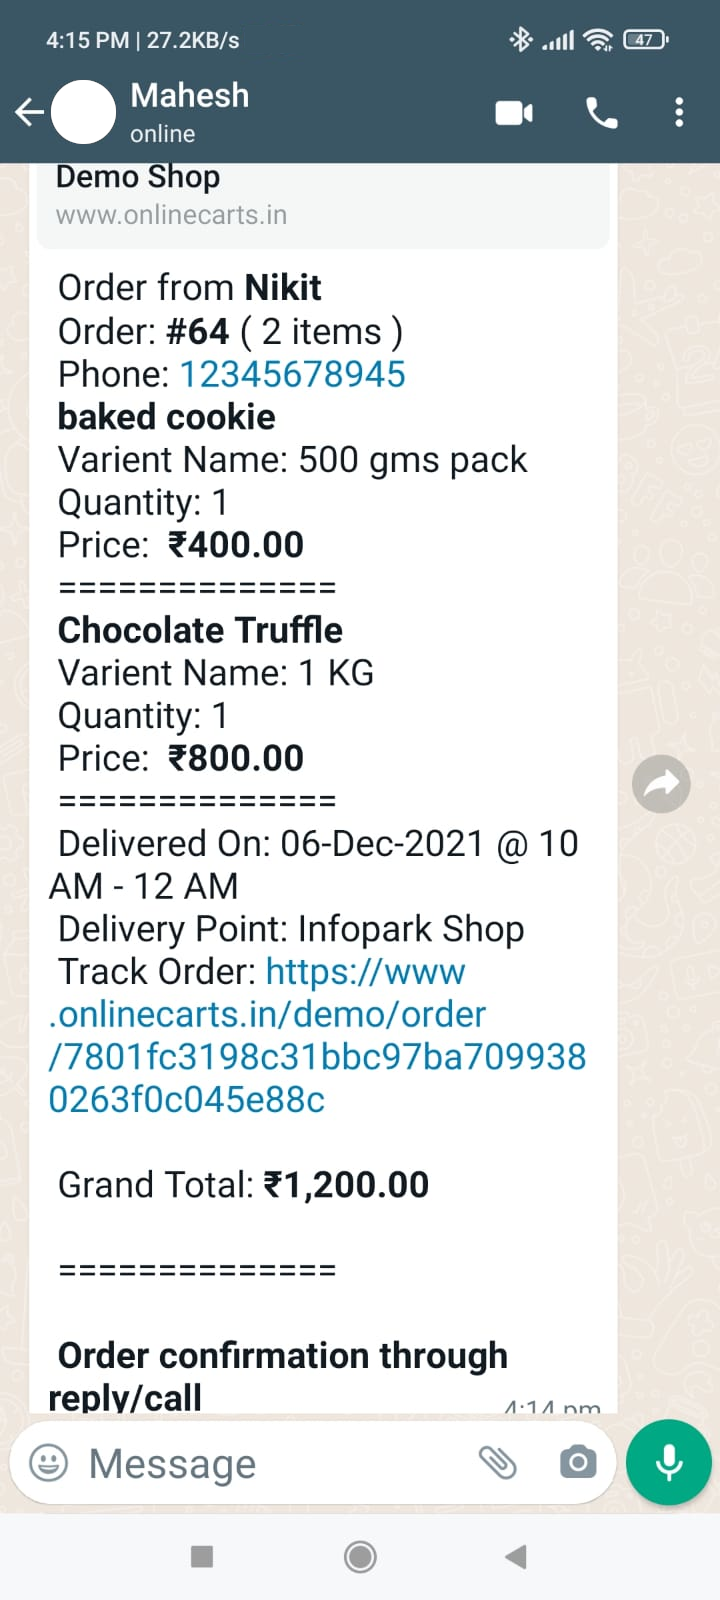 4:15 PM | 27.2KB/s
47
Mahesh
online
Demo Shop
www.onlinecarts.in
Order from Nikit
Order: #64 ( 2 items )
Phone: 12345678945
baked cookie
Varient Name: 500 gms pack
Quantity: 1
Price: ₹400.00
==============
Chocolate Truffle
Varient Name: 1 KG
Quantity: 1
Price: ₹800.00
==============
Delivered On: 06-Dec-2021 @ 10
AM - 12 AM
Delivery Point: Infopark Shop
Track Order: https://www
.onlinecarts.in/demo/order
/7801fc3198c31bbc97ba709938
0263f0c045e88c
Grand Total: ₹1,200.00
==============
Order confirmation through
reply/call
4:14 pm
Message